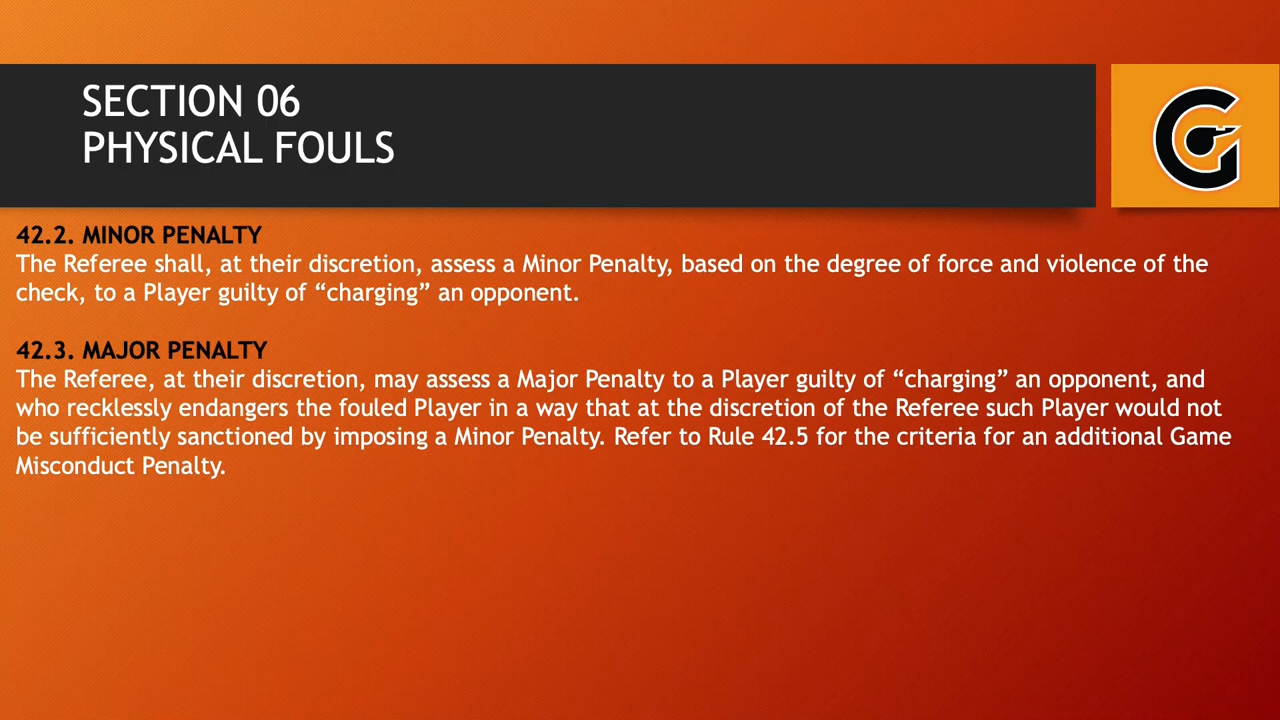 SECTION 06
PHYSICAL FOULS
G
42.2. MINOR PENALTY
The Referee shall, at their discretion, assess a Minor Penalty, based on the degree of force and violence of the
check, to a Player guilty of “charging” an opponent.
42.3. MAJOR PENALTY
The Referee, at their discretion, may assess a Major Penalty to a Player guilty of “charging” an opponent, and
who recklessly endangers the fouled Player in a way that at the discretion of the Referee such Player would not
be sufficiently sanctioned by imposing a Minor Penalty. Refer to Rule 42.5 for the criteria for an additional Game
Misconduct Penalty.